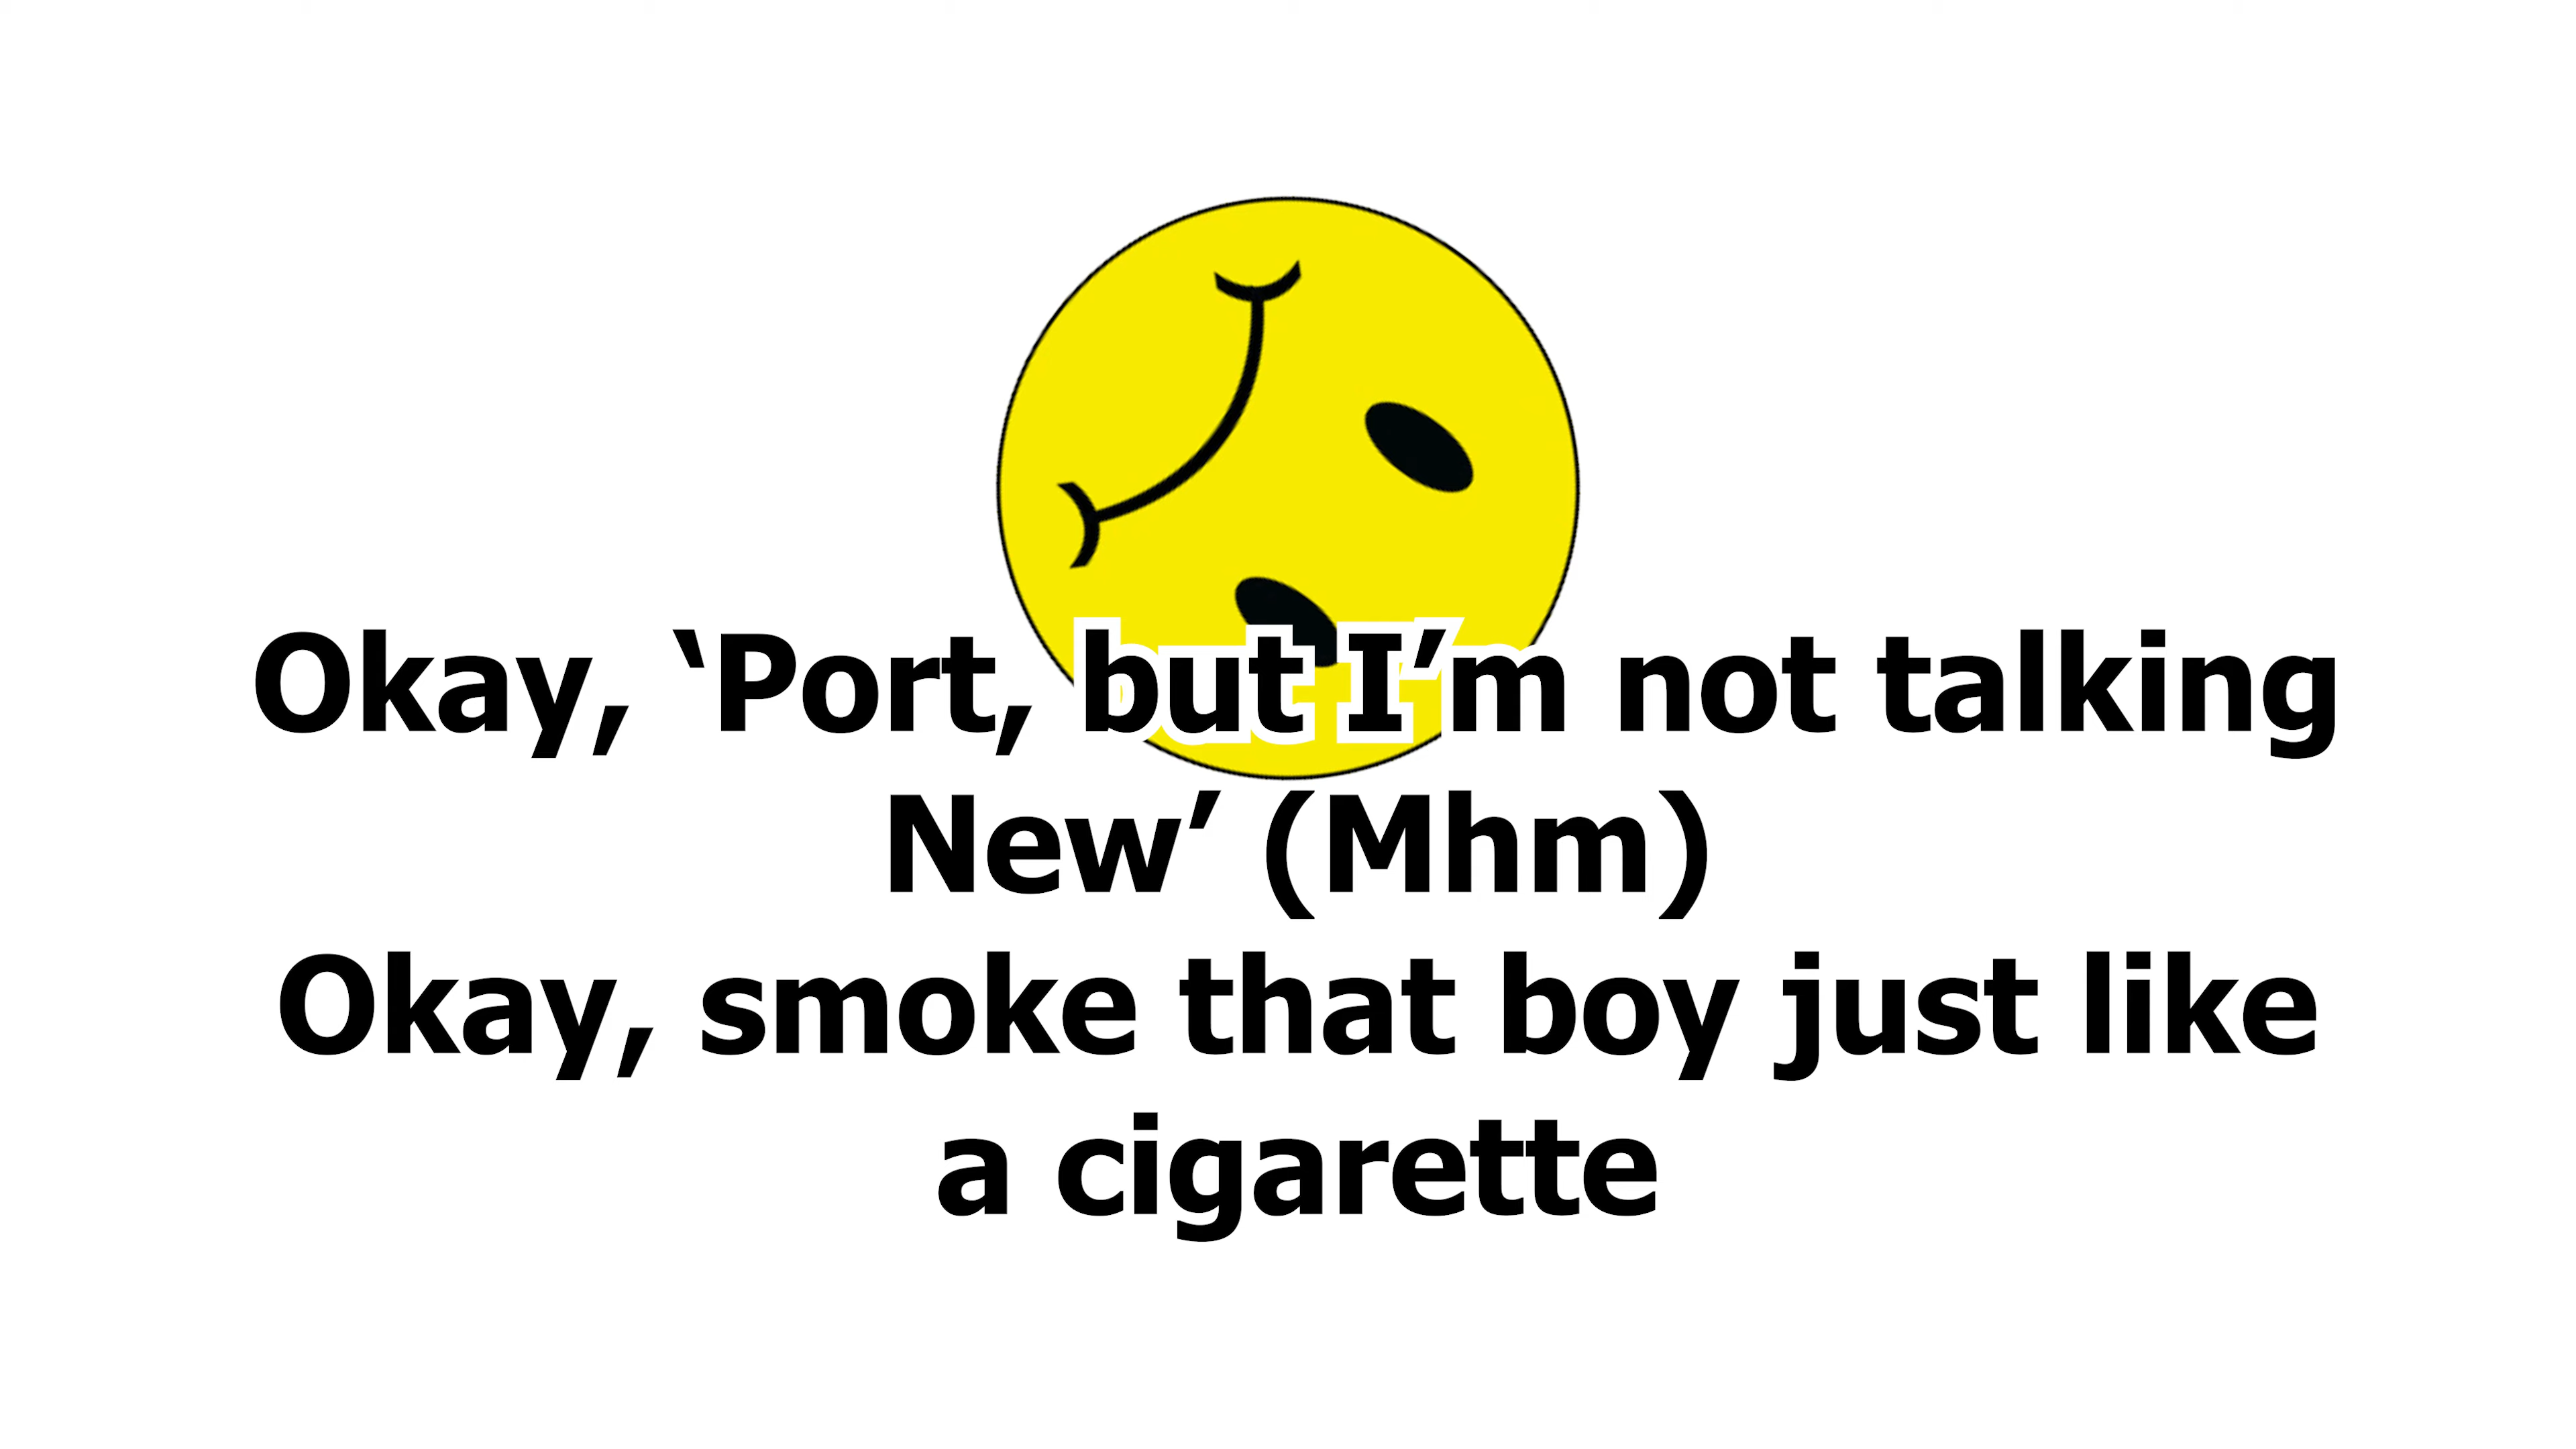 Okay, ‘Port, but I’m not talking
New’ (Mhm)
Okay, smoke that boy just like
a cigarette